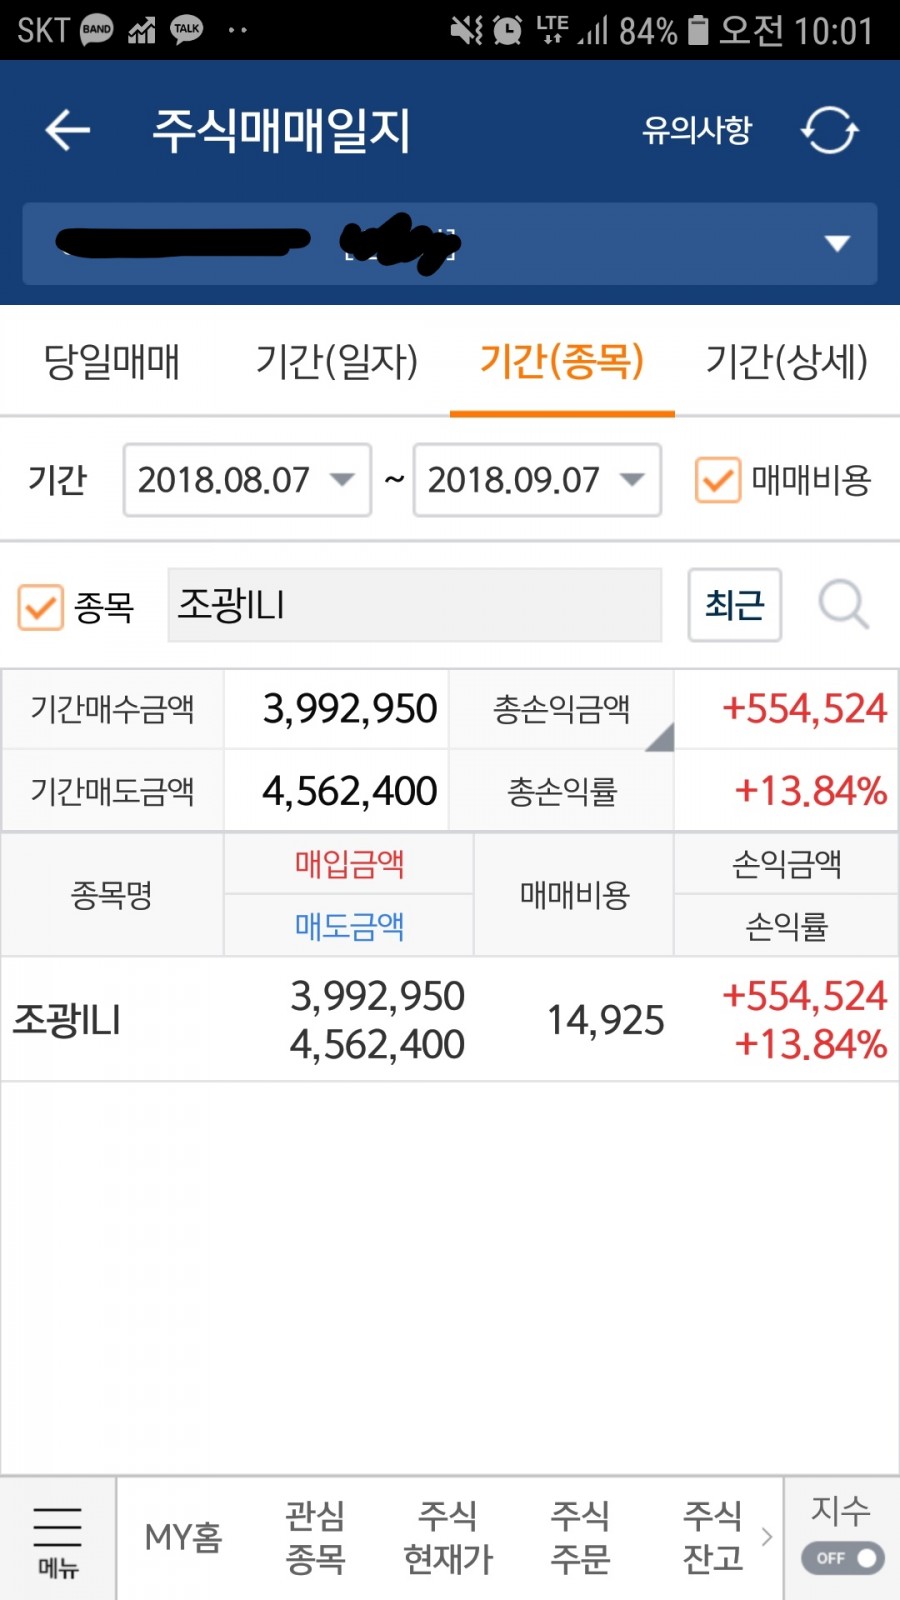 SKT BAND TALK LTE 84% 오전 10:01
주식매매일지 유의사항
당일매매 기간(일자) 기간(종목) 기간(상세)
기간 2018.08.07 ~ 2018.09.07 매매비용
종목 조광ILI 최근
기간매수금액 3,992,950 총손익금액 +554,524
기간매도금액 4,562,400 총손익률 +13.84%
종목명 매입금액 매매비용 손익금액
매도금액 손익률
조광ILI 3,992,950 14,925 +554,524
4,562,400 +13.84%
메뉴 MY홈 관심 종목 주식 현재가 주식 주문 주식 잔고 지수 OFF